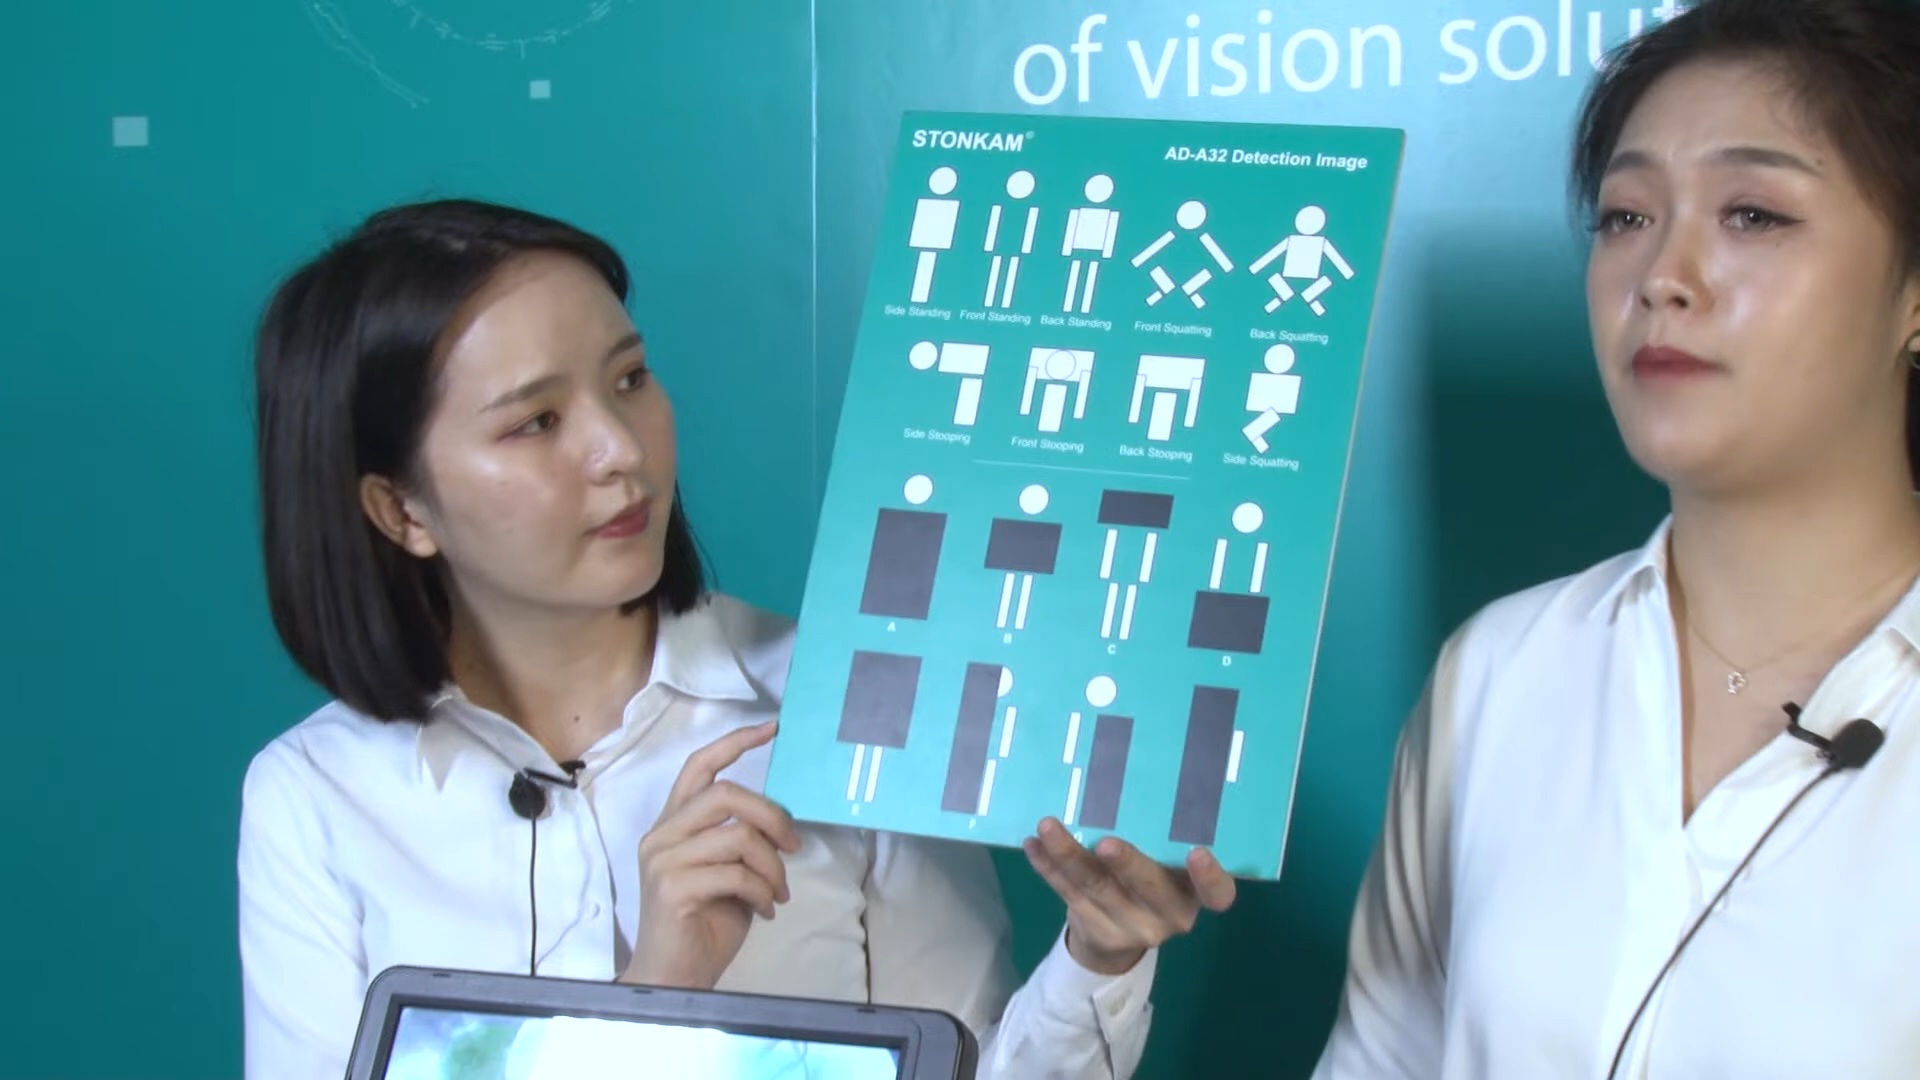 of vision solu
STONKAM®
AD-A32 Detection Image
Side Standing Front Standing Back Standing Front Squatting Back Squatting
Side Stooping Front Stooping Back Stooping Side Squatting
A B C D
E F G